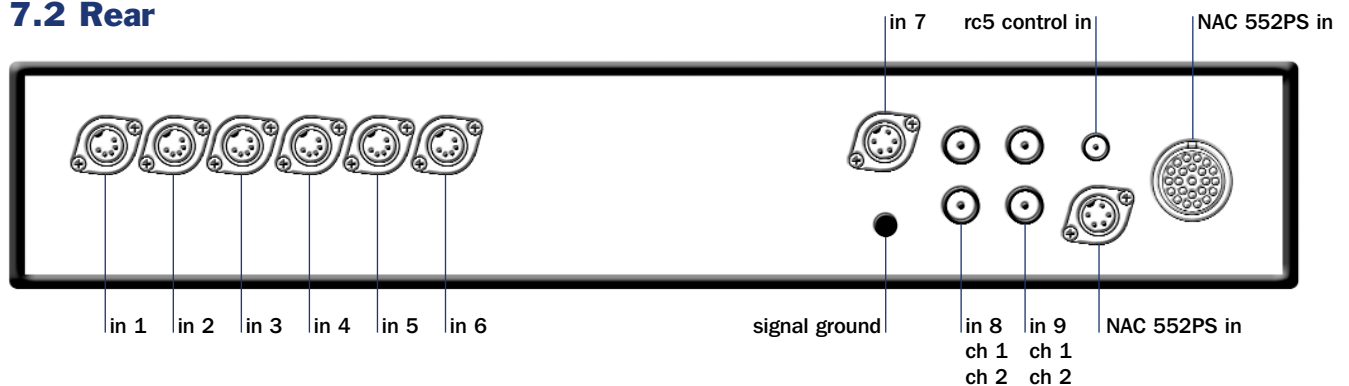 7.2 Rear
in 7 rc5 control in NAC 552PS in
in 1 in 2 in 3 in 4 in 5 in 6 signal ground in 8 in 9 NAC 552PS in
ch 1 ch 1
ch 2 ch 2